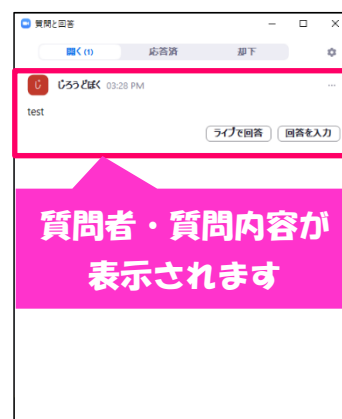 質問と回答
開く(1) 応答済 却下
じ じろうどばく 03:28 PM ...
test
ライブで回答 回答を入力
質問者・質問内容が
表示されます